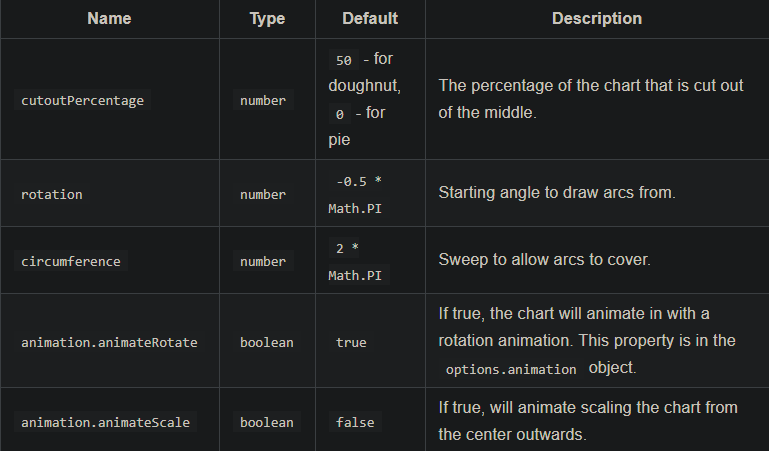 Name Type Default Description
cutoutPercentage number 50 - for doughnut, 0 - for pie The percentage of the chart that is cut out of the middle.
rotation number -0.5 * Math.PI Starting angle to draw arcs from.
circumference number 2 * Math.PI Sweep to allow arcs to cover.
animation.animateRotate boolean true If true, the chart will animate in with a rotation animation. This property is in the options.animation object.
animation.animateScale boolean false If true, will animate scaling the chart from the center outwards.